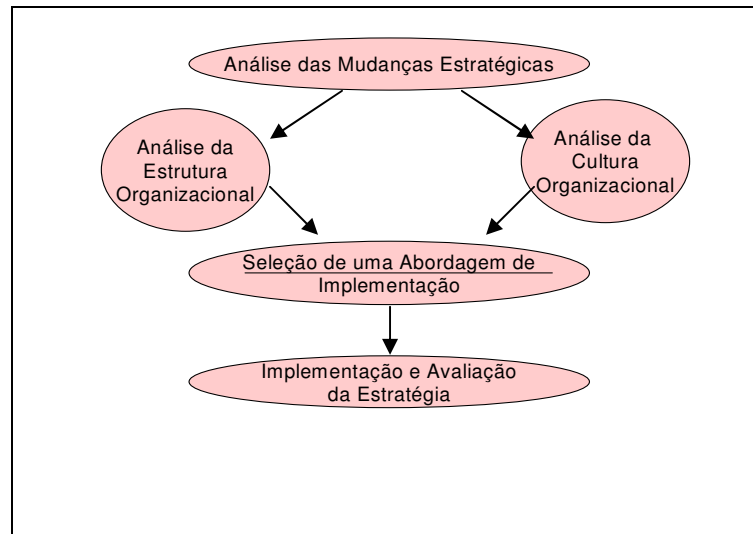 Análise das Mudanças Estratégicas
Análise da
Estrutura
Organizacional
Análise da
Cultura
Organizacional
Seleção de uma Abordagem de
Implementação
Implementação e Avaliação
da Estratégia